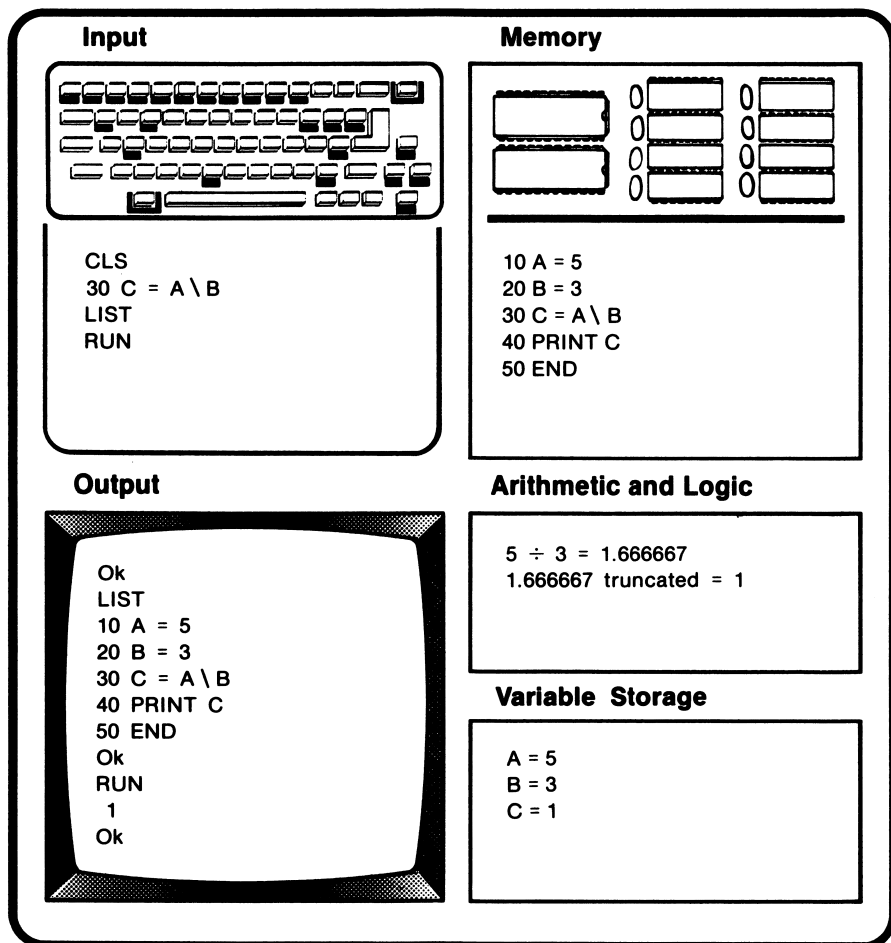 Input
CLS
30 C = A \ B
LIST
RUN
Memory
10 A = 5
20 B = 3
30 C = A \ B
40 PRINT C
50 END
Output
Ok
LIST
10 A = 5
20 B = 3
30 C = A \ B
40 PRINT C
50 END
Ok
RUN
1
Ok
Arithmetic and Logic
5 ÷ 3 = 1.666667
1.666667 truncated = 1
Variable Storage
A = 5
B = 3
C = 1